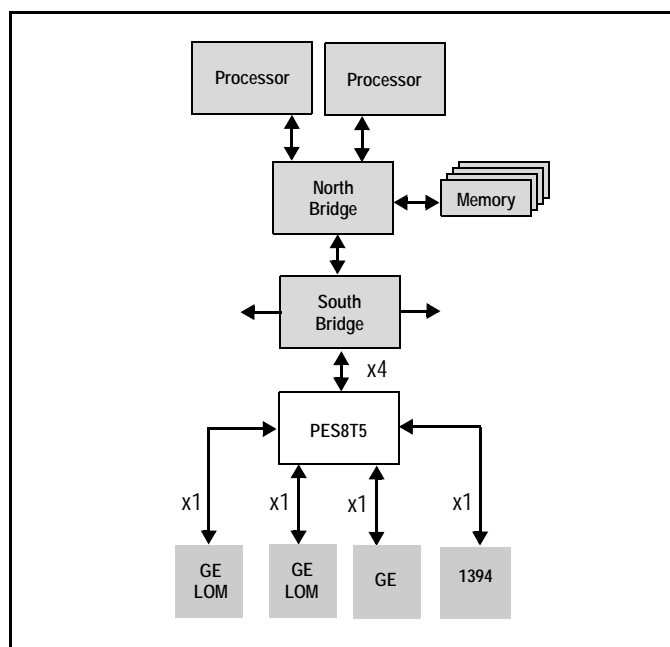 Processor
Processor
North
Bridge
Memory
South
Bridge
x4
PES8T5
x1
x1
x1
x1
GE
LOM
GE
LOM
GE
1394